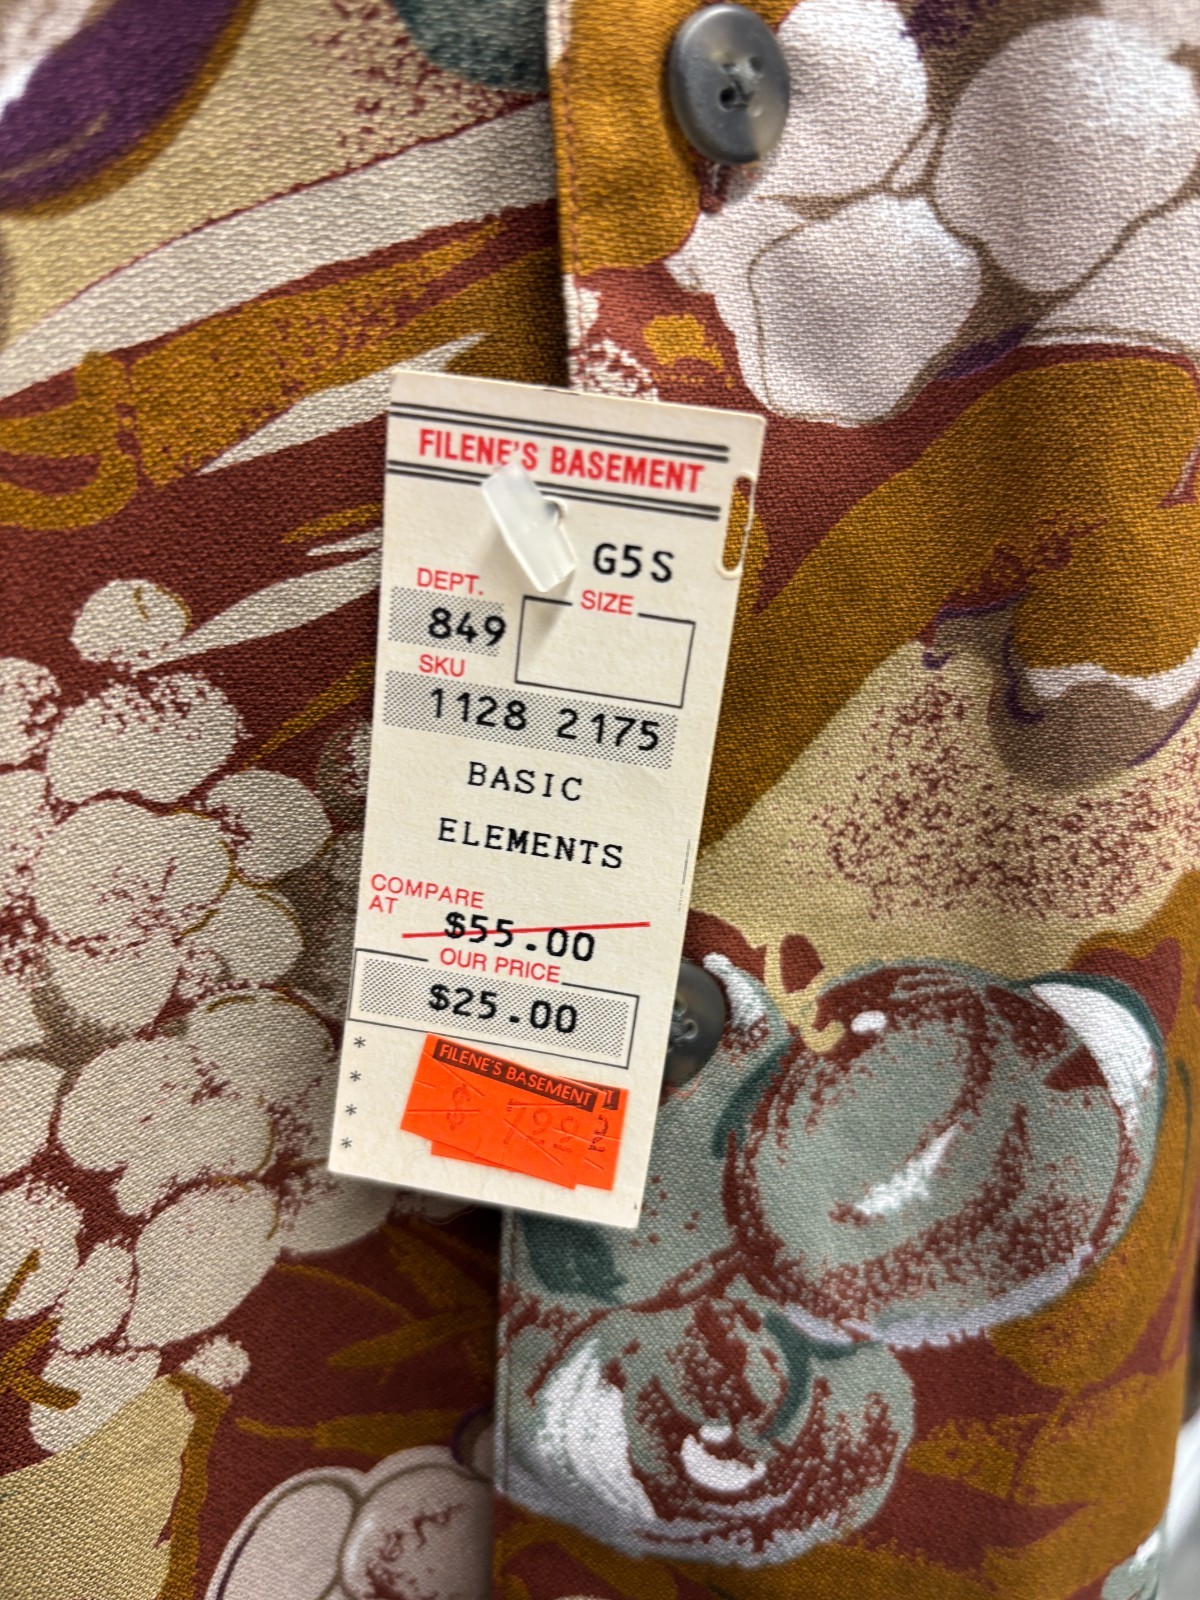 FILENE'S BASEMENT
G5S
DEPT.
SIZE
849
SKU
1128 2175
BASIC
ELEMENTS
COMPARE
AT
$55.00
OUR PRICE
$25.00
*
*
*
*
FILENE'S BASEMENT
$